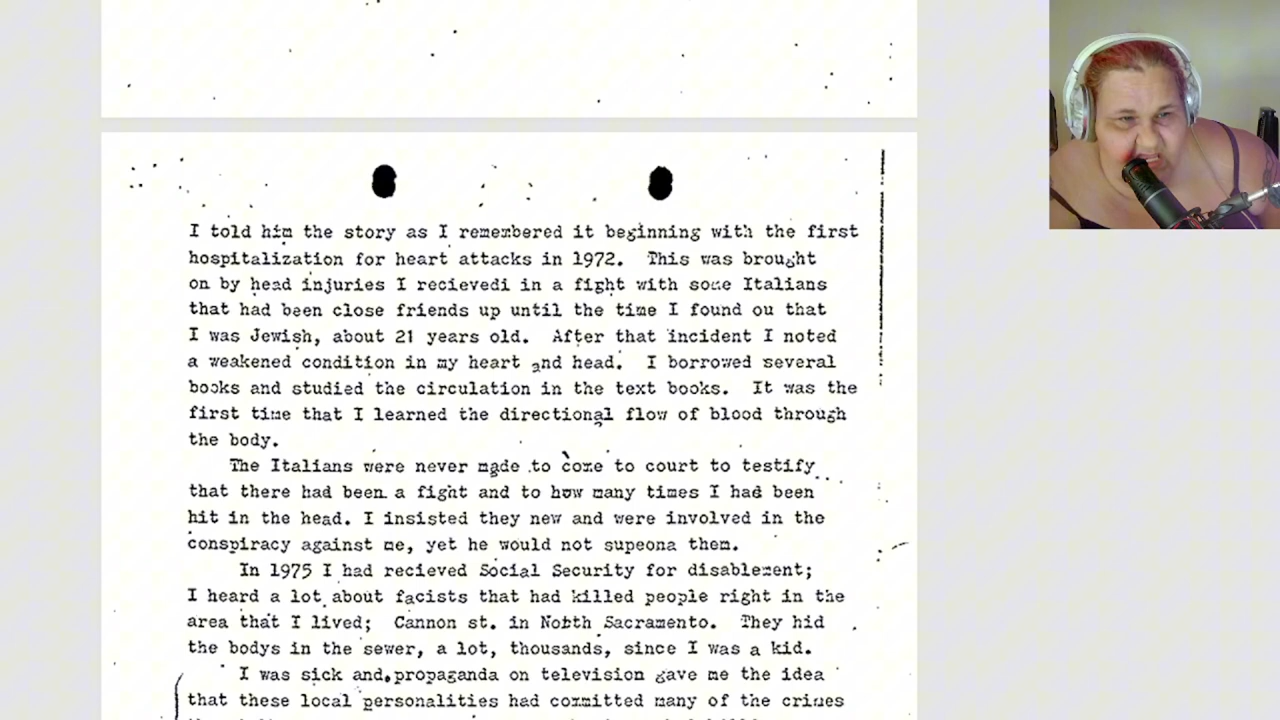 I told him the story as I remembered it beginning with the first
hospitalization for heart attacks in 1972. This was brought
on by head injuries I recievedi in a fight with some Italians
that had been close friends up until the time I found ou that
I was Jewish, about 21 years old. After that incident I noted
a weakened condition in my heart and head. I borrowed several
books and studied the circulation in the text books. It was the
first time that I learned the directional flow of blood through
the body.
The Italians were never made to come to court to testify
that there had been a fight and to how many times I had been
hit in the head. I insisted they new and were involved in the
conspiracy against me, yet he would not supeona them.
In 1975 I had recieved Social Security for disablement;
I heard a lot about facists that had killed people right in the
area that I lived; Cannon st. in North Sacramento. They hid
the bodys in the sewer, a lot, thousands, since I was a kid.
I was sick and propaganda on television gave me the idea
that these local personalities had committed many of the crimes